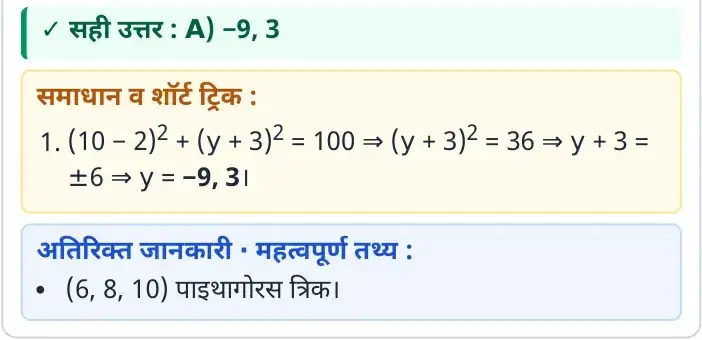 ✓ सही उत्तर : A) −9, 3
समाधान व शॉर्ट ट्रिक :
1. (10 − 2)² + (y + 3)² = 100 ⇒ (y + 3)² = 36 ⇒ y + 3 =
±6 ⇒ y = −9, 3।
अतिरिक्त जानकारी · महत्वपूर्ण तथ्य :
• (6, 8, 10) पाइथागोरस त्रिक।